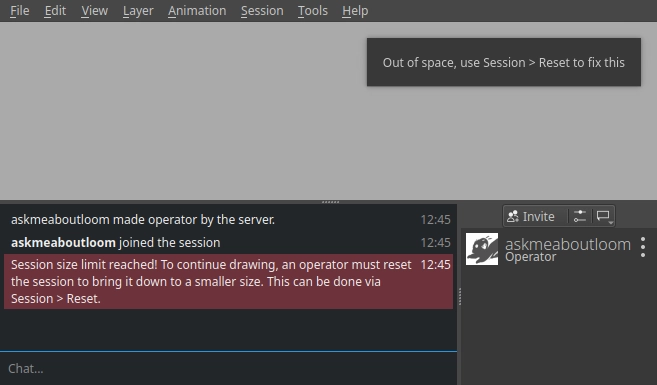 File Edit View Layer Animation Session Tools Help
Out of space, use Session > Reset to fix this
askmeaboutloom made operator by the server. 12:45
askmeaboutloom joined the session 12:45
Session size limit reached! To continue drawing, an operator must reset 12:45
the session to bring it down to a smaller size. This can be done via
Session > Reset.
Chat...
Invite
askmeaboutloom
Operator